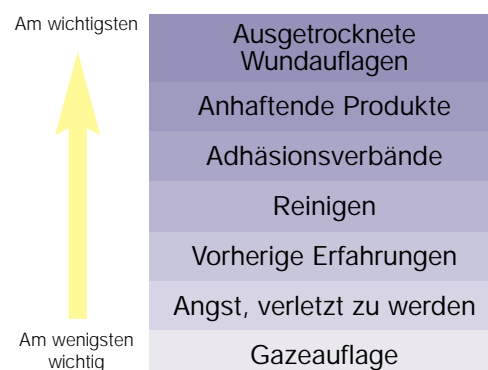 Am wichtigsten
Ausgetrocknete
Wundauflagen
Anhaftende Produkte
Adhäsionsverbände
Reinigen
Vorherige Erfahrungen
Angst, verletzt zu werden
Am wenigsten
wichtig
Gazeauflage